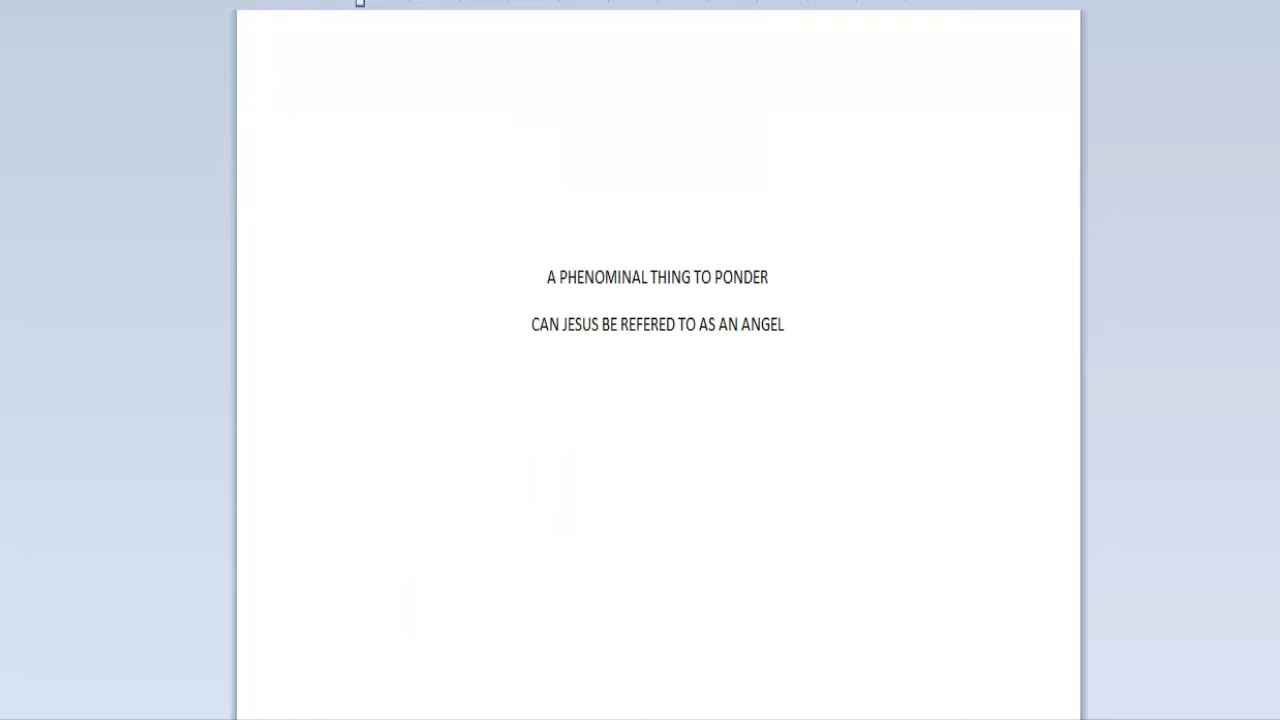 A PHENOMINAL THING TO PONDER
CAN JESUS BE REFERED TO AS AN ANGEL